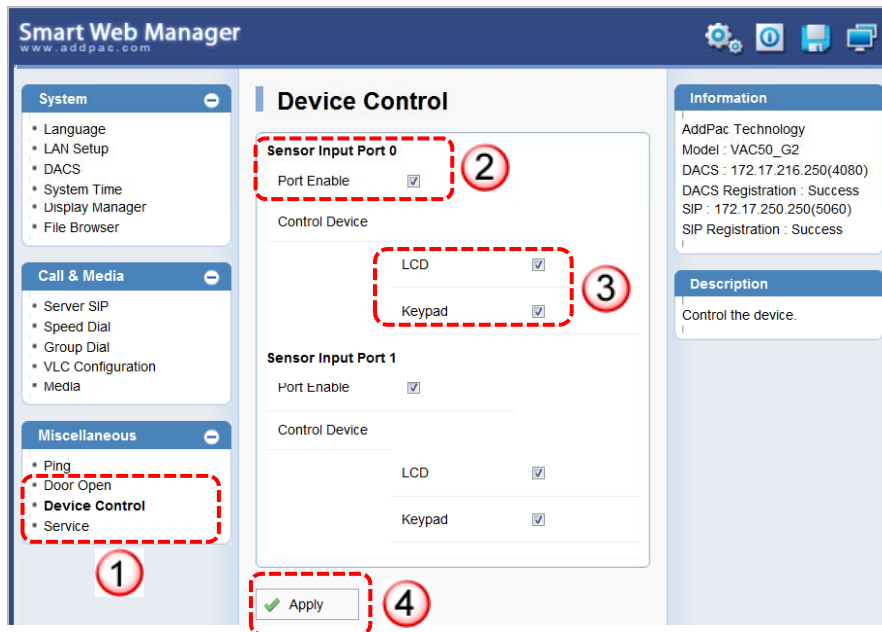 Smart Web Manager
www.addpac.com
System
Language
LAN Setup
DACS
System Time
Display Manager
File Browser
Call & Media
Server SIP
Speed Dial
Group Dial
VLC Configuration
Media
Miscellaneous
Ping
Door Open
Device Control
Service
1
Device Control
Sensor Input Port 0
Port Enable
2
Control Device
LCD
Keypad
3
Sensor Input Port 1
Port Enable
Control Device
LCD
Keypad
Apply
4
Information
AddPac Technology
Model : VAC50_G2
DACS : 172.17.216.250(4080)
DACS Registration : Success
SIP : 172.17.250.250(5060)
SIP Registration : Success
Description
Control the device.